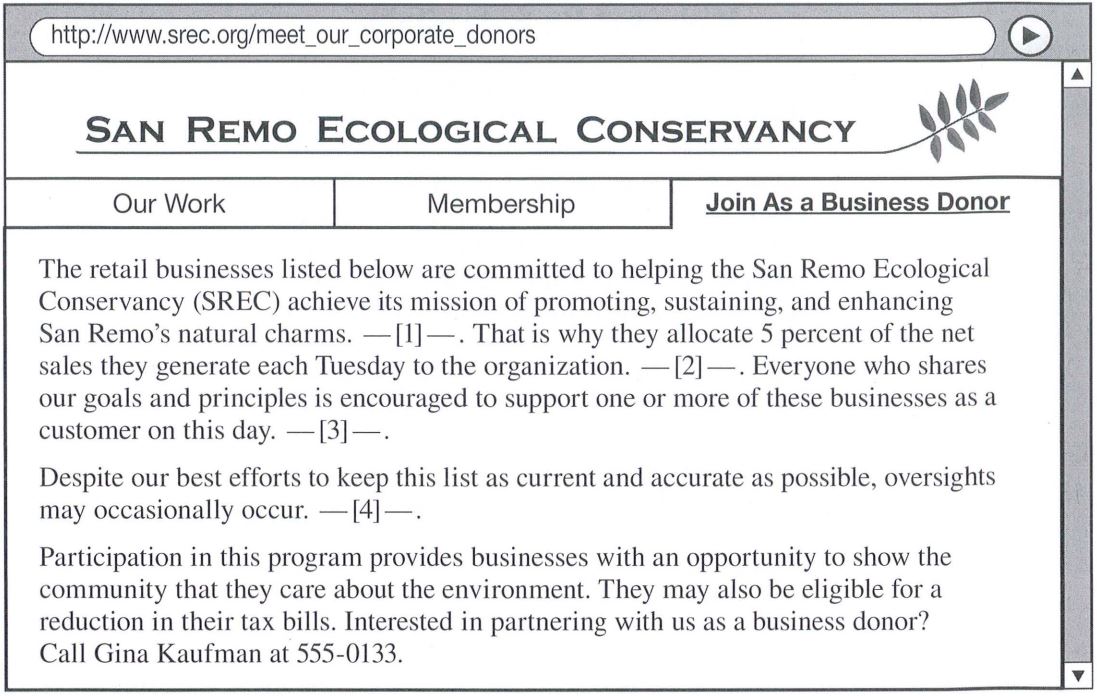 http://www.srec.org/meet_our_corporate_donors
SAN REMO ECOLOGICAL CONSERVANCY
Our Work
Membership
Join As a Business Donor
The retail businesses listed below are committed to helping the San Remo Ecological
Conservancy (SREC) achieve its mission of promoting, sustaining, and enhancing
San Remo's natural charms. —[1]—. That is why they allocate 5 percent of the net
sales they generate each Tuesday to the organization. —[2]—. Everyone who shares
our goals and principles is encouraged to support one or more of these businesses as a
customer on this day. —[3]—.
Despite our best efforts to keep this list as current and accurate as possible, oversights
may occasionally occur. —[4]—.
Participation in this program provides businesses with an opportunity to show the
community that they care about the environment. They may also be eligible for a
reduction in their tax bills. Interested in partnering with us as a business donor?
Call Gina Kaufman at 555-0133.